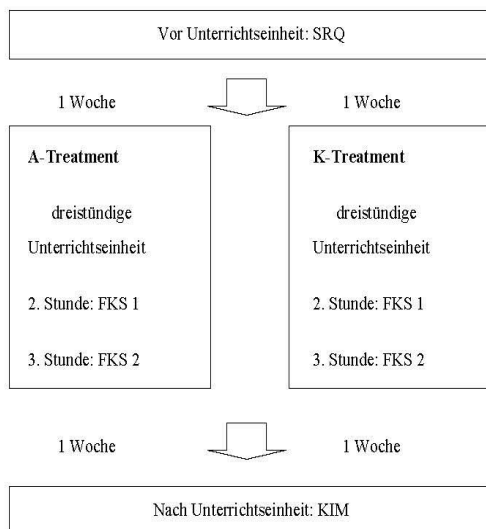 Vor Unterrichtseinheit: SRQ
1 Woche
1 Woche
A-Treatment
dreistündige
Unterrichtseinheit
2. Stunde: FKS 1
3. Stunde: FKS 2
K-Treatment
dreistündige
Unterrichtseinheit
2. Stunde: FKS 1
3. Stunde: FKS 2
1 Woche
1 Woche
Nach Unterrichtseinheit: KIM